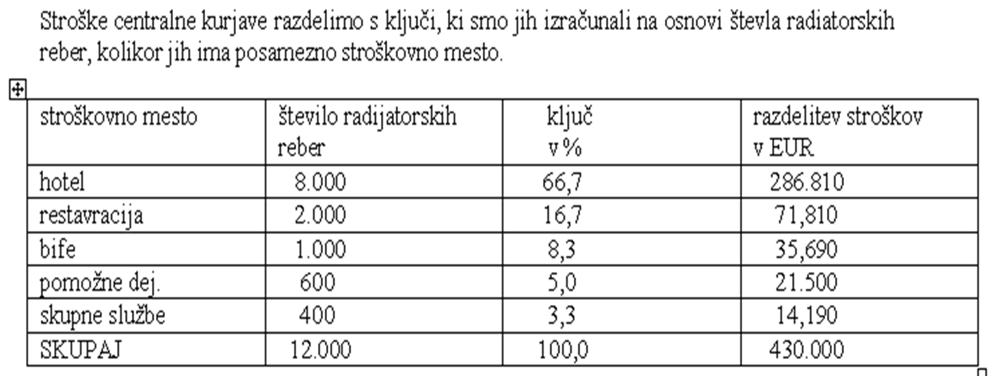 Stroške centralne kurjave razdelimo s ključi, ki smo jih izračunali na osnovi števla radiatorskih
reber, kolikor jih ima posamezno stroškovno mesto.
stroškovno mesto število radijatorskih reber ključ v % razdelitev stroškov v EUR
hotel 8.000 66,7 286.810
restavracija 2.000 16,7 71,810
bife 1.000 8,3 35,690
pomožne dej. 600 5,0 21.500
skupne službe 400 3,3 14,190
SKUPAJ 12.000 100,0 430.000